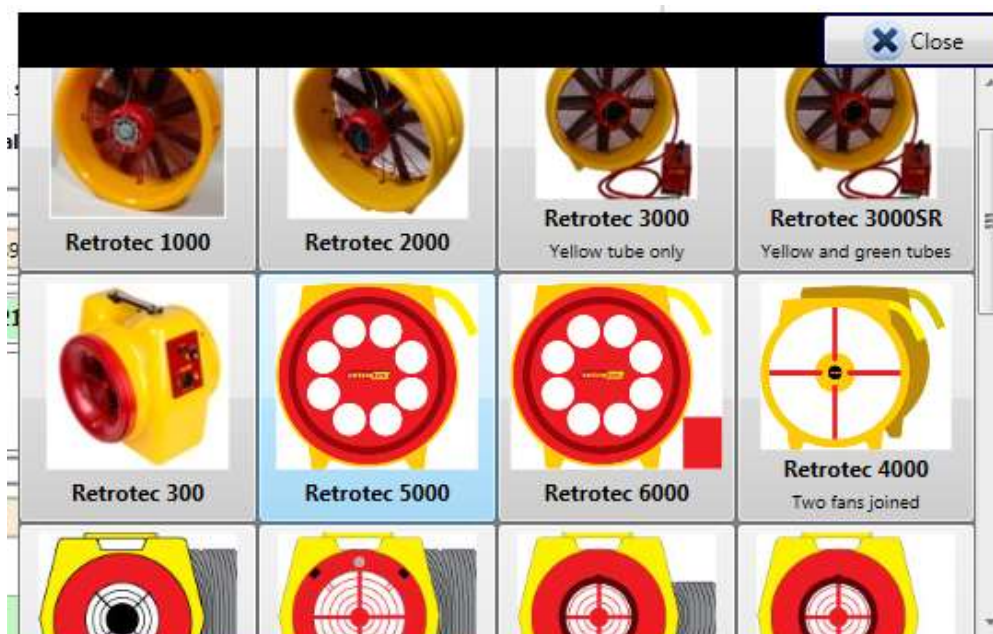 Close
Retrotec 1000
Retrotec 2000
Retrotec 3000
Yellow tube only
Retrotec 3000SR
Yellow and green tubes
Retrotec 300
Retrotec 5000
Retrotec 6000
Retrotec 4000
Two fans joined